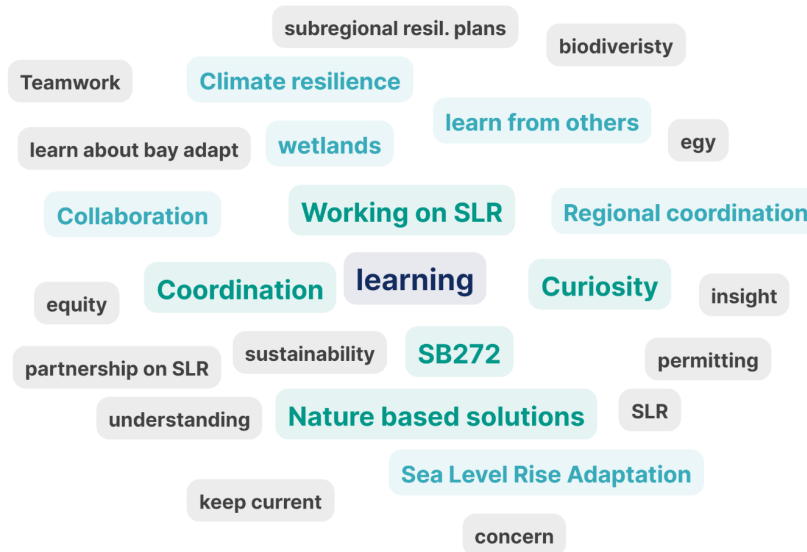 subregional resil. plans
biodiveristy
Teamwork
Climate resilience
learn from others
learn about bay adapt
wetlands
egy
Collaboration
Working on SLR
Regional coordination
Coordination
learning
Curiosity
equity
insight
partnership on SLR
sustainability
SB272
permitting
understanding
Nature based solutions
SLR
Sea Level Rise Adaptation
keep current
concern